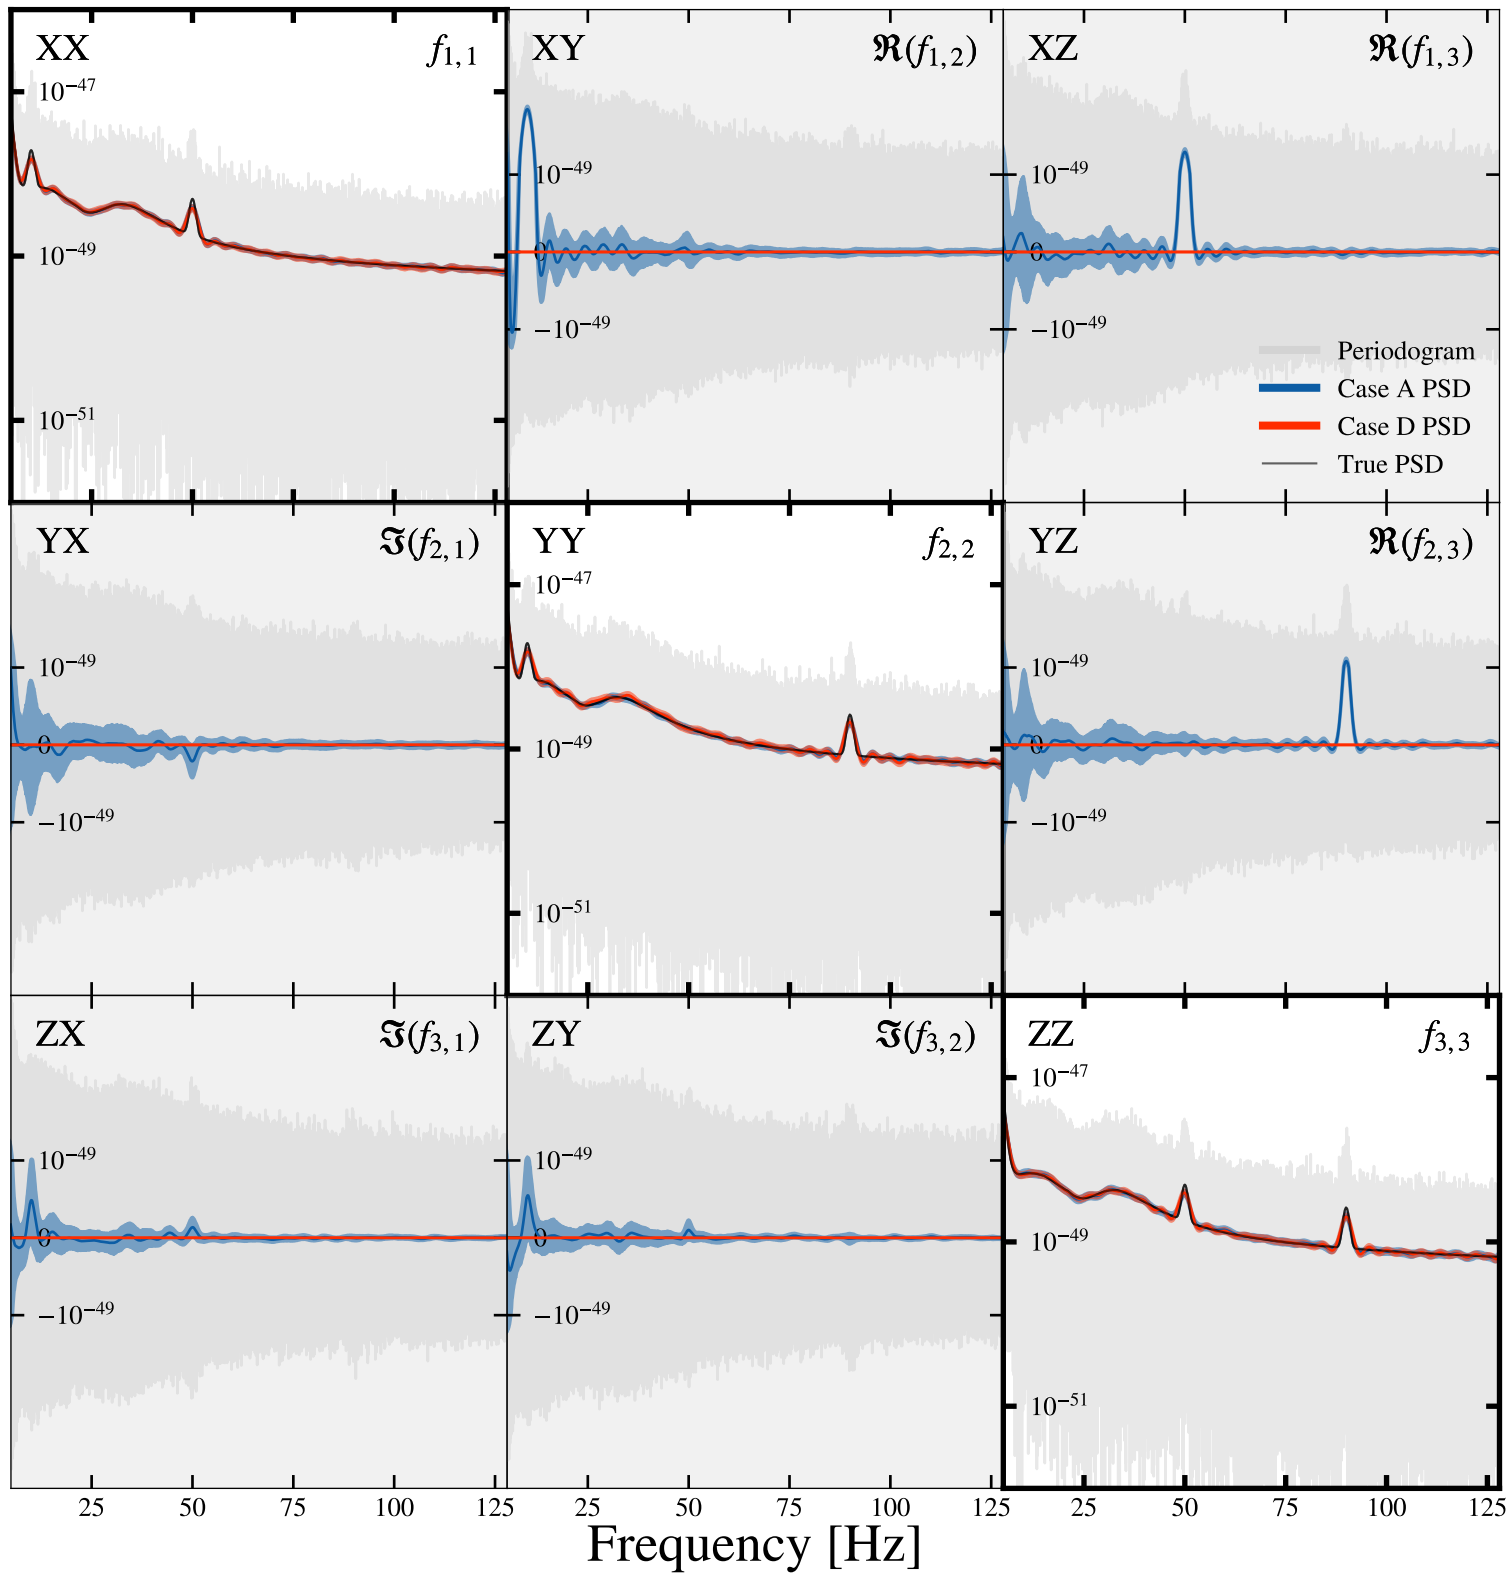 XX f₁,₁
10⁻⁴⁷
10⁻⁴⁹
10⁻⁵¹
XY ℜ(f₁,₂)
10⁻⁴⁹
0
−10⁻⁴⁹
XZ ℜ(f₁,₃)
10⁻⁴⁹
0
−10⁻⁴⁹
Periodogram
Case A PSD
Case D PSD
True PSD
YX ℑ(f₂,₁)
10⁻⁴⁹
0
−10⁻⁴⁹
YY f₂,₂
10⁻⁴⁷
10⁻⁴⁹
10⁻⁵¹
YZ ℜ(f₂,₃)
10⁻⁴⁹
0
−10⁻⁴⁹
ZX ℑ(f₃,₁)
10⁻⁴⁹
0
−10⁻⁴⁹
ZY ℑ(f₃,₂)
10⁻⁴⁹
0
−10⁻⁴⁹
ZZ f₃,₃
10⁻⁴⁷
10⁻⁴⁹
10⁻⁵¹
25 50 75 100 125 25 50 75 100 125 25 50 75 100 125
Frequency [Hz]